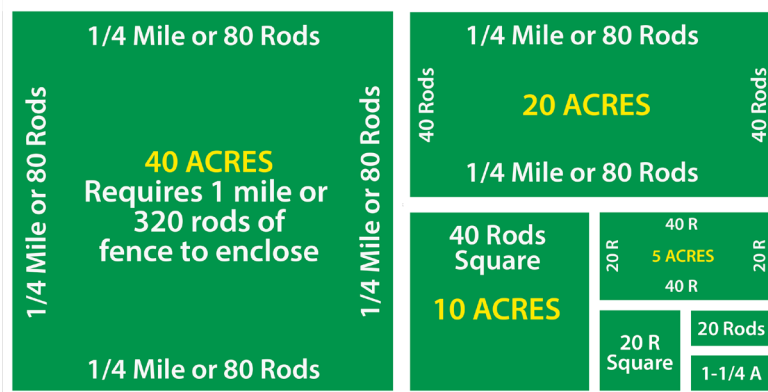 1/4 Mile or 80 Rods
1/4 Mile or 80 Rods
40 ACRES
Requires 1 mile or
320 rods of
fence to enclose
1/4 Mile or 80 Rods
1/4 Mile or 80 Rods
1/4 Mile or 80 Rods
40 Rods
20 ACRES
40 Rods
1/4 Mile or 80 Rods
40 Rods
Square
10 ACRES
40 R
20 R
5 ACRES
20 R
40 R
20 R
Square
20 Rods
1-1/4 A